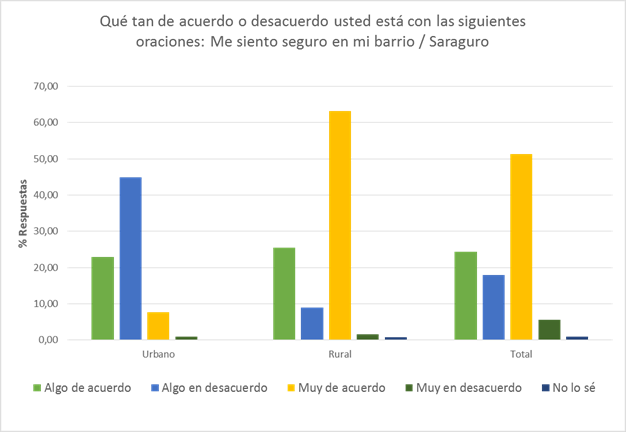 Qué tan de acuerdo o desacuerdo usted está con las siguientes
oraciones: Me siento seguro en mi barrio / Saraguro
70,00
60,00
50,00
40,00
30,00
20,00
10,00
0,00
% Respuestas
Urbano Rural Total
Algo de acuerdo Algo en desacuerdo Muy de acuerdo Muy en desacuerdo No lo sé